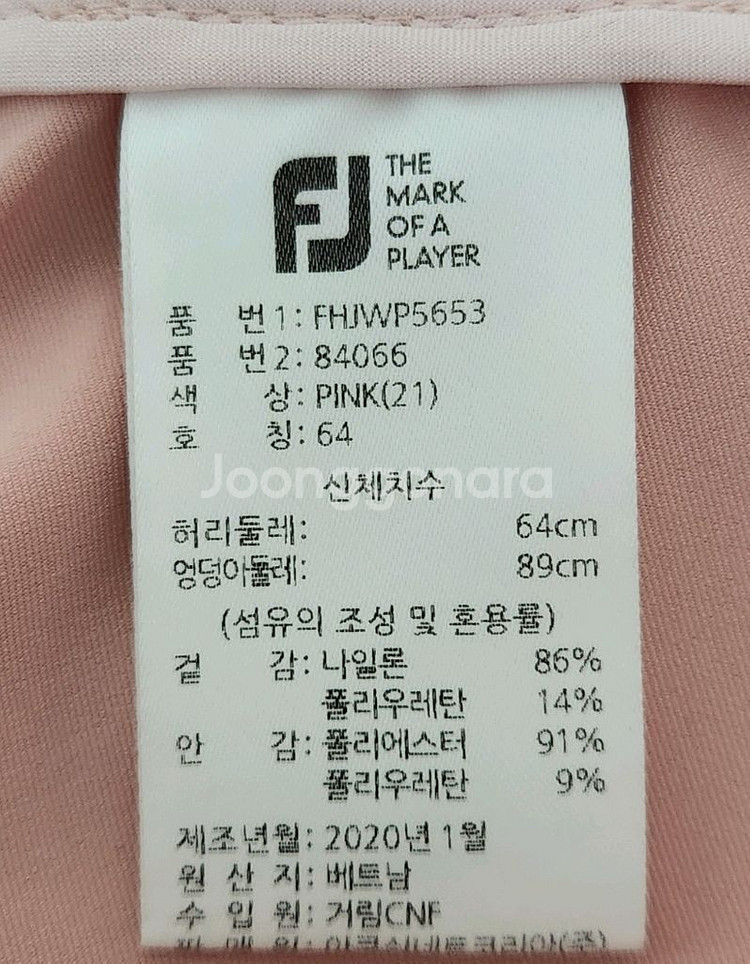 FJ
THE
MARK
OF A
PLAYER
품 번1: FHJWP5653
품 번2: 84066
색 상: PINK(21)
호 칭: 64
Joonggonara
신체치수
허리둘레: 64cm
엉덩이둘레: 89cm
(섬유의 조성 및 혼용률)
겉 감: 나일론 86%
폴리우레탄 14%
안 감: 폴리에스터 91%
폴리우레탄 9%
제조년월: 2020년 1월
원 산 지: 베트남
수 입 원: 거림CNF